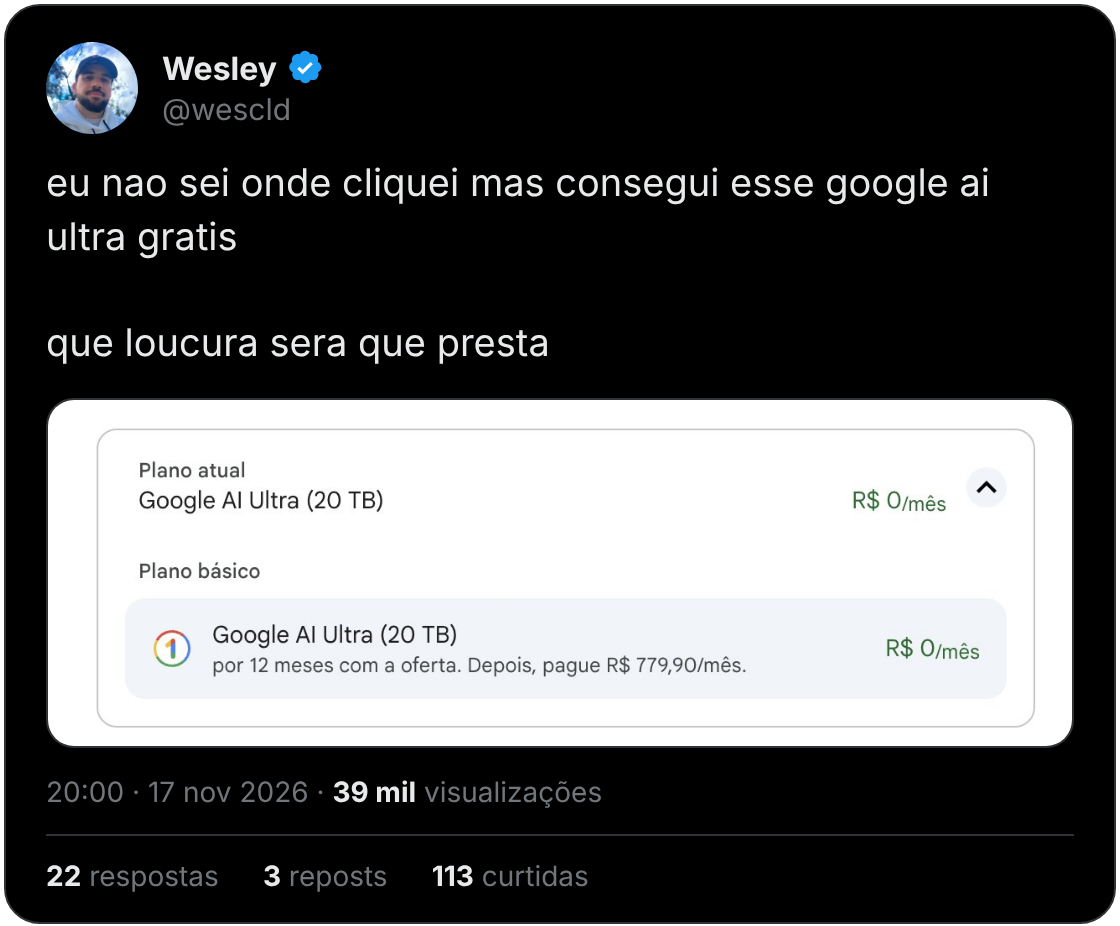 Wesley
@wescld
eu nao sei onde cliquei mas consegui esse google ai
ultra gratis
que loucura sera que presta
Plano atual
Google AI Ultra (20 TB)
R$ 0/mês
Plano básico
1
Google AI Ultra (20 TB)
por 12 meses com a oferta. Depois, pague R$ 779,90/mês.
R$ 0/mês
20:00 · 17 nov 2026 · 39 mil visualizações
22 respostas 3 reposts 113 curtidas